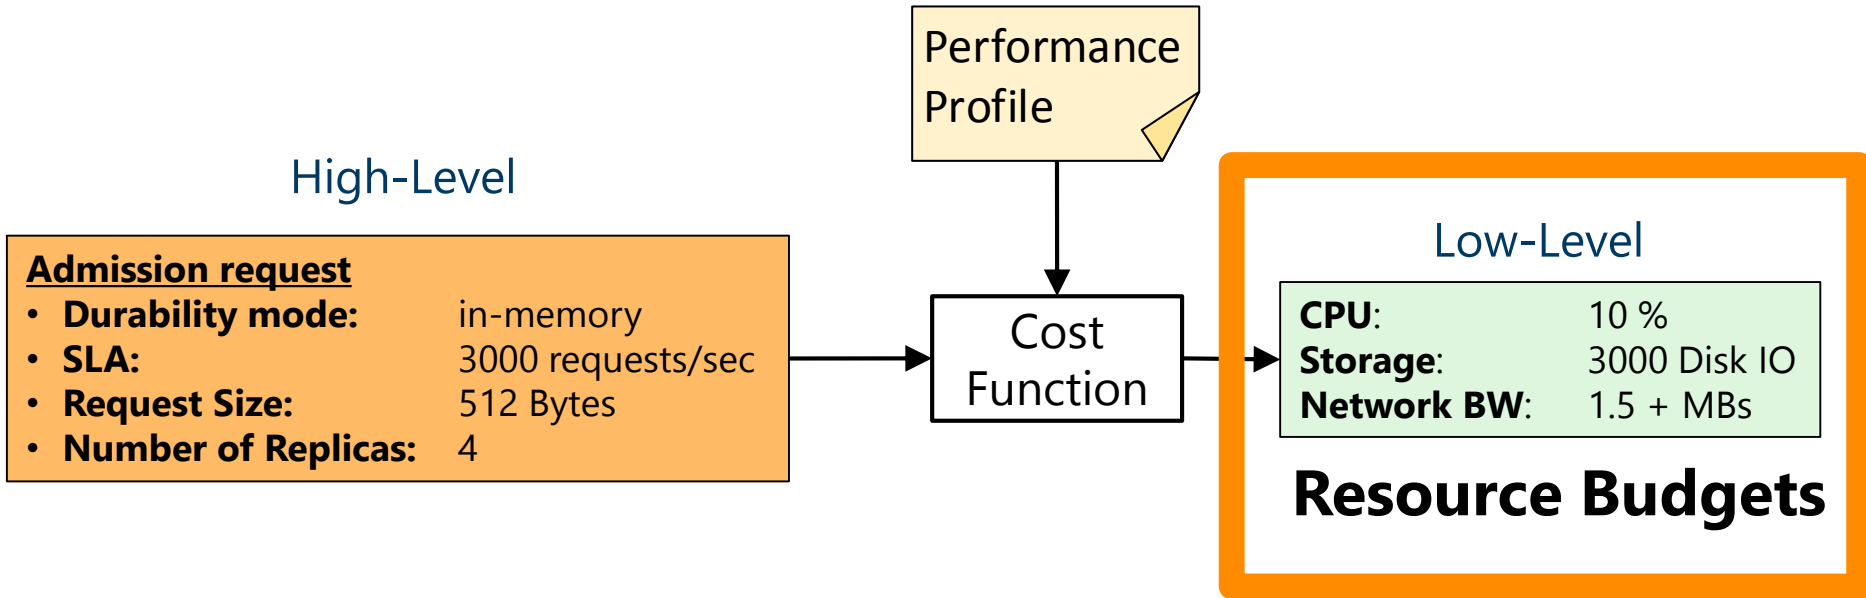 Performance
Profile
High-Level
Admission request
• Durability mode: in-memory
• SLA: 3000 requests/sec
• Request Size: 512 Bytes
• Number of Replicas: 4
Cost
Function
Low-Level
CPU: 10 %
Storage: 3000 Disk IO
Network BW: 1.5 + MBs
Resource Budgets